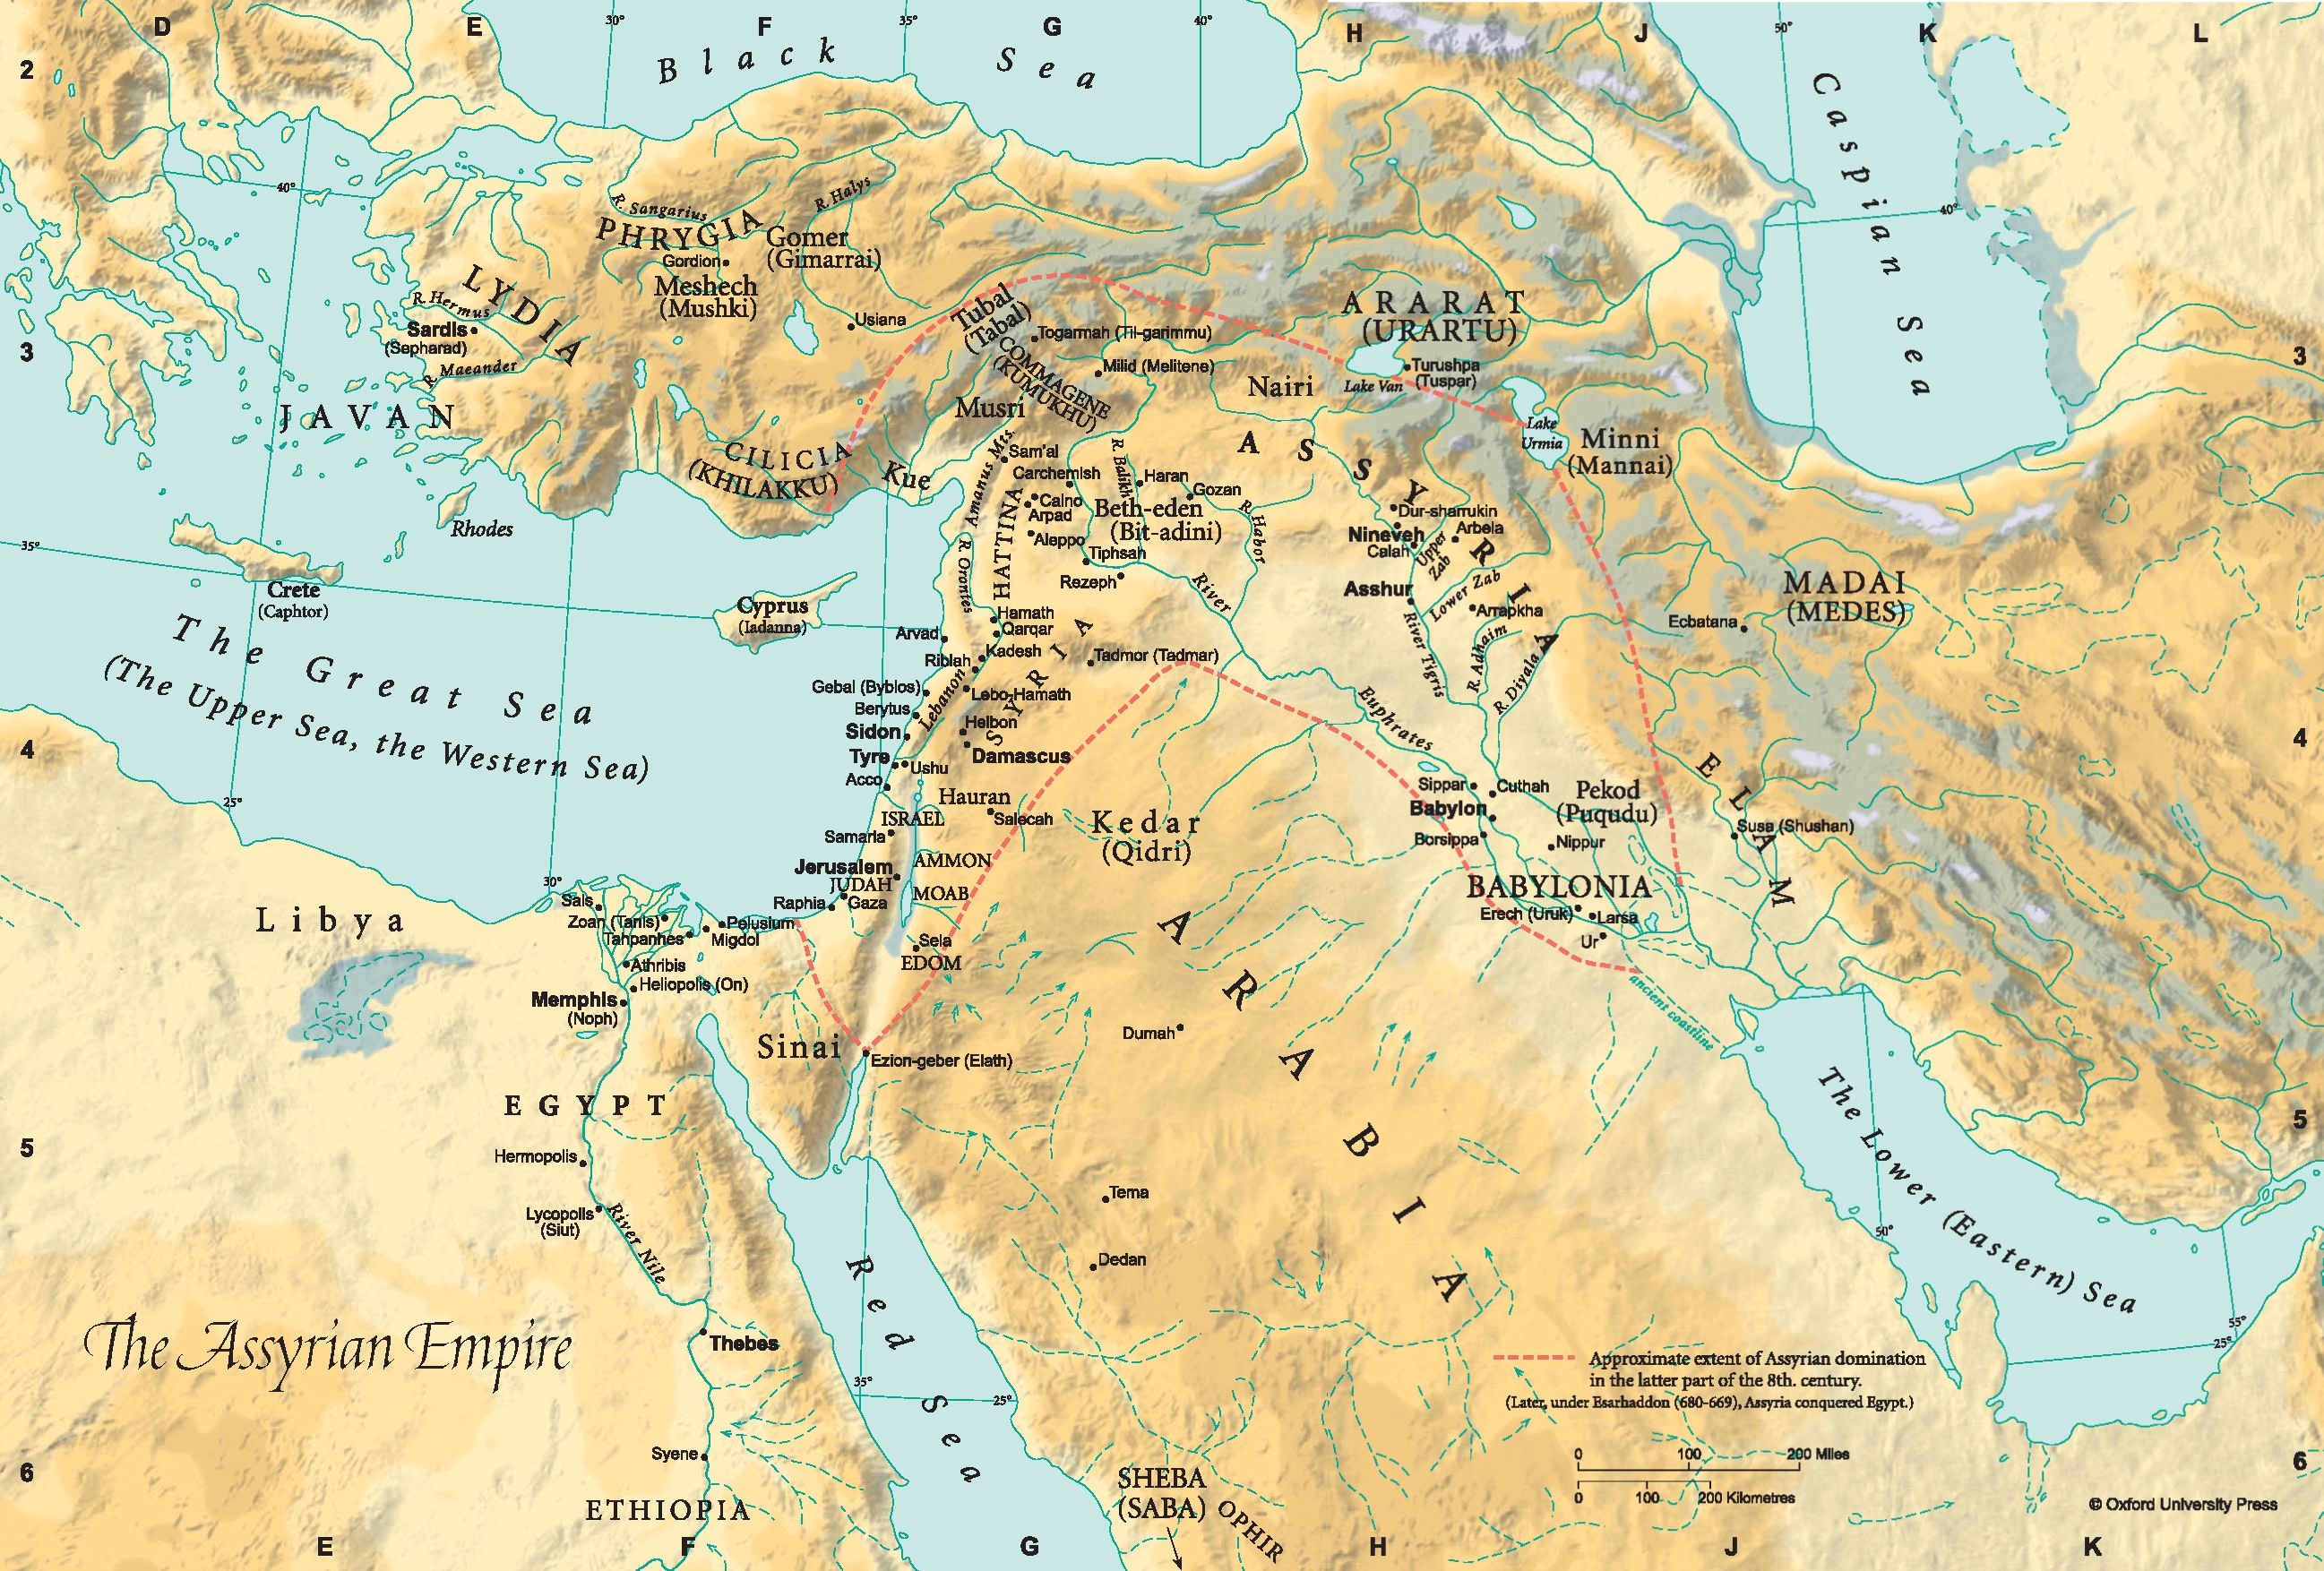 D
E
F
G
H
J
K
L
30°
35°
40°
50°
2
Black Sea
Caspian Sea
40°
40°
R. Sangarius
R. Halys
PHRYGIA
Gomer
(Gimarrai)
Gordion
Meshech
(Mushki)
LYDIA
R. Hermus
Sardis
(Sepharad)
R. Maeander
Usiana
Tubal
(Tabal)
Togarmah (Til-garimmu)
COMMAGENE
(KUMUKHU)
Milid (Melitene)
ARARAT
(URARTU)
Turushpa
(Tuspar)
Lake Van
Nairi
3
3
JAVAN
Musri
CILICIA
(KHILAKKU)
Kue
Lake
Urmia
Minni
(Mannai)
ASSYRIA
Amanus Mts.
Sam'al
Carchemish
R. Balikh
Haran
Gozan
Calno
Arpad
Beth-eden
(Bit-adini)
R. Habor
HATTINA
Aleppo
Tiphsah
Rezeph
R. Orontes
Dur-sharrukin
Nineveh
Arbela
Calah
Upper
Zab
Asshur
Lower Zab
Arrapkha
River Tigris
R. Adhaim
R. Diyala
Rhodes
35°
Crete
(Caphtor)
Cyprus
(Iadanna)
The Great Sea
(The Upper Sea, the Western Sea)
MADAI
(MEDES)
Ecbatana
Hamath
Qarqar
Arvad
Kadesh
Riblah
SYRIA
Tadmor (Tadmar)
Gebal (Byblos)
Lebanon
Lebo-Hamath
Berytus
Helbon
Sidon
Damascus
Tyre
Ushu
Acco
River Euphrates
4
4
25°
Hauran
Salecah
ISRAEL
Samaria
Kedar
(Qidri)
Sippar
Cuthah
Babylon
Borsippa
Pekod
(Puqudu)
Nippur
ELAM
Susa (Shushan)
Jerusalem
AMMON
JUDAH
MOAB
Raphia
Gaza
BABYLONIA
Erech (Uruk)
Larsa
Ur
30°
Libya
Sais
Zoan (Tanis)
Tahpanhes
Pelusium
Migdol
Sela
EDOM
Athribis
Heliopolis (On)
Memphis
(Noph)
ancient coastline
Sinai
Ezion-geber (Elath)
Dumah
ARABIA
EGYPT
5
5
Hermopolis
Lycopolis
(Siut)
River Nile
Tema
Dedan
The Lower (Eastern) Sea
50°
55°
25°
Red Sea
The Assyrian Empire
Thebes
35°
25°
Approximate extent of Assyrian domination
in the latter part of the 8th. century.
(Later, under Esarhaddon (680-669), Assyria conquered Egypt.)
0 100 200 Miles
0 100 200 Kilometres
6
6
Syene
ETHIOPIA
SHEBA
(SABA)
OPHIR
© Oxford University Press
E
F
G
H
J
K